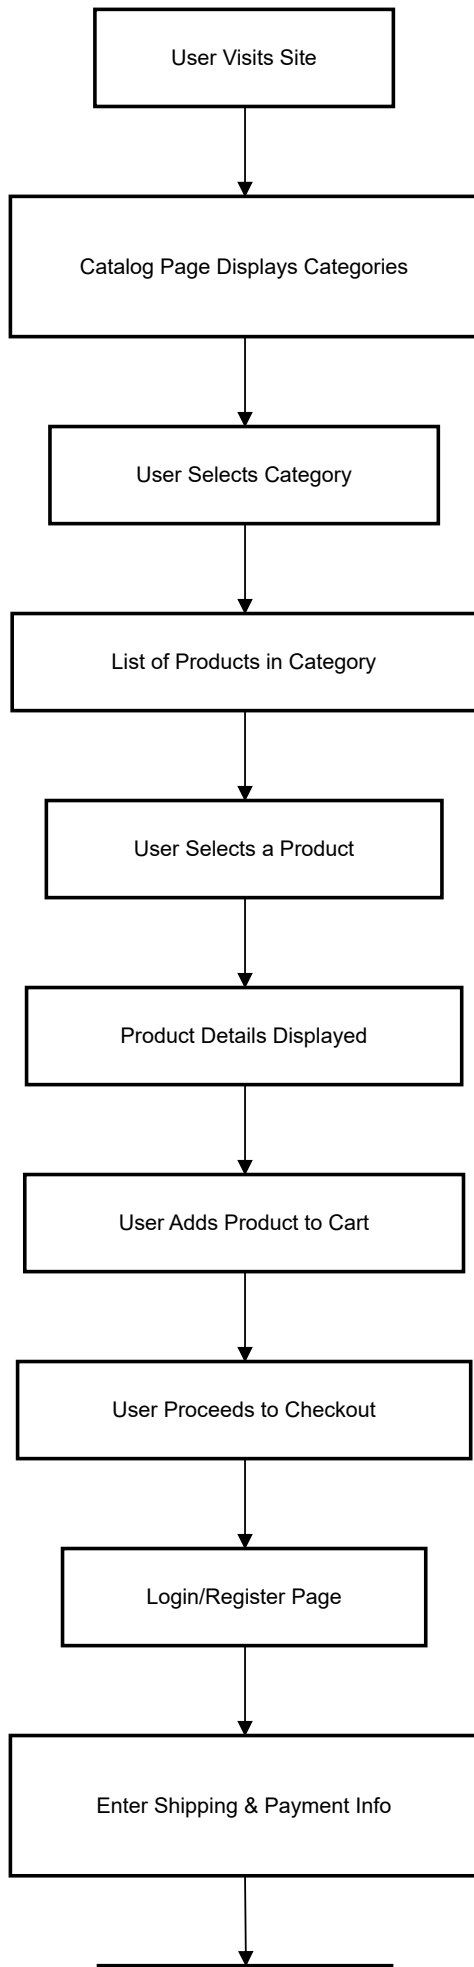 User Visits Site
Catalog Page Displays Categories
User Selects Category
List of Products in Category
User Selects a Product
Product Details Displayed
User Adds Product to Cart
User Proceeds to Checkout
Login/Register Page
Enter Shipping & Payment Info